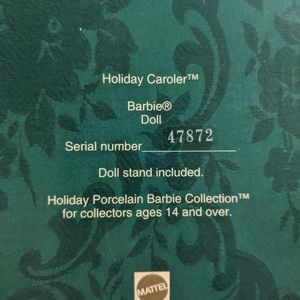 Holiday Caroler™
Barbie®
Doll
Serial number 47872
Doll stand included.
Holiday Porcelain Barbie Collection™
for collectors ages 14 and over.
MATTEL